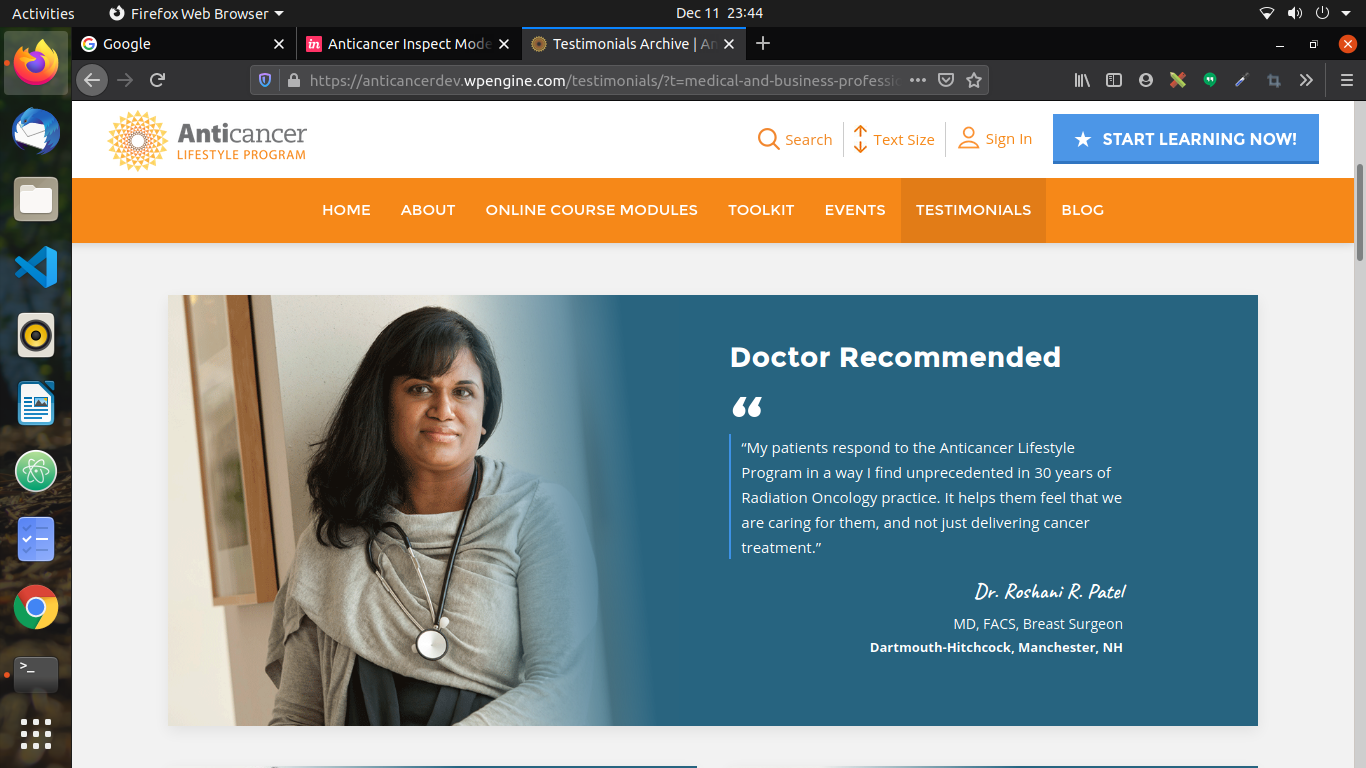 Activities
Firefox Web Browser
Dec 11 23:44
Google
Anticancer Inspect Mode
Testimonials Archive | An
https://anticancerdev.wpengine.com/testimonials/?t=medical-and-business-professio
Anticancer
LIFESTYLE PROGRAM
Search
Text Size
Sign In
START LEARNING NOW!
HOME
ABOUT
ONLINE COURSE MODULES
TOOLKIT
EVENTS
TESTIMONIALS
BLOG
Doctor Recommended
“
“My patients respond to the Anticancer Lifestyle
Program in a way I find unprecedented in 30 years of
Radiation Oncology practice. It helps them feel that we
are caring for them, and not just delivering cancer
treatment.”
Dr. Roshani R. Patel
MD, FACS, Breast Surgeon
Dartmouth-Hitchcock, Manchester, NH